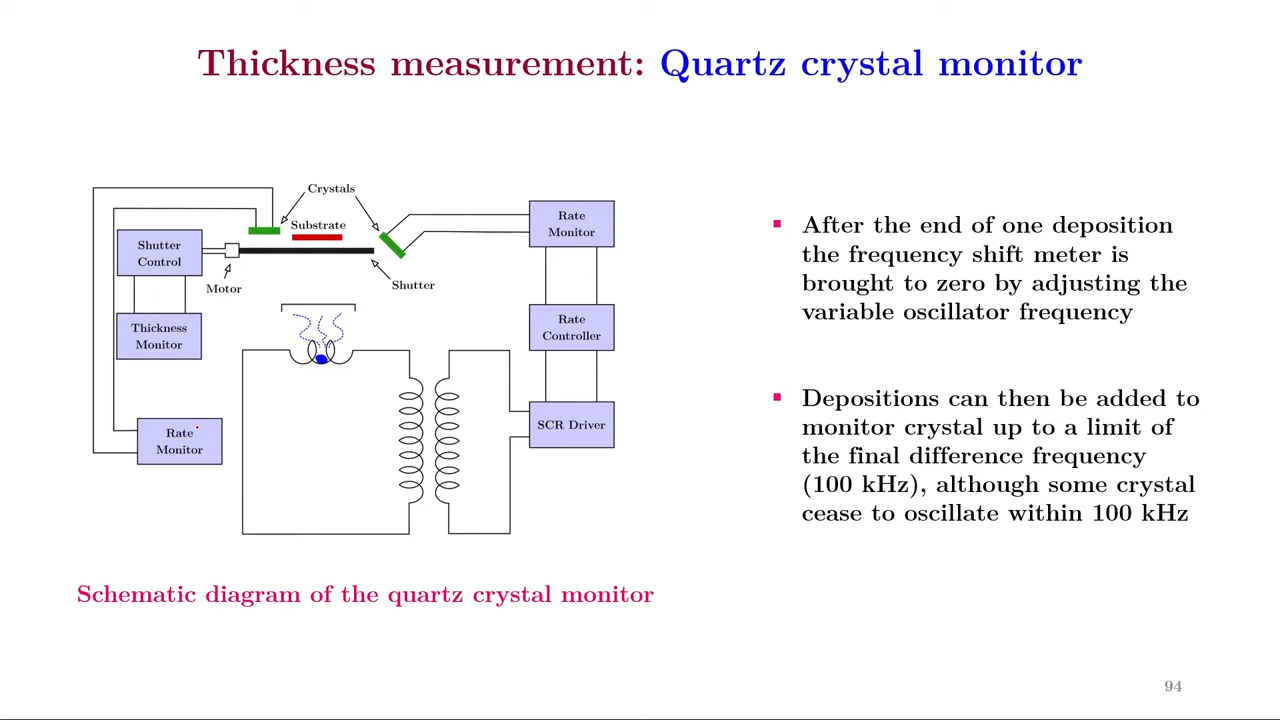 Thickness measurement: Quartz crystal monitor
Crystals
Substrate
Shutter
Control
Motor
Shutter
Thickness
Monitor
Rate
Monitor
Rate
Monitor
Rate
Controller
SCR Driver
Schematic diagram of the quartz crystal monitor
▪ After the end of one deposition
the frequency shift meter is
brought to zero by adjusting the
variable oscillator frequency
▪ Depositions can then be added to
monitor crystal up to a limit of
the final difference frequency
(100 kHz), although some crystal
cease to oscillate within 100 kHz
94